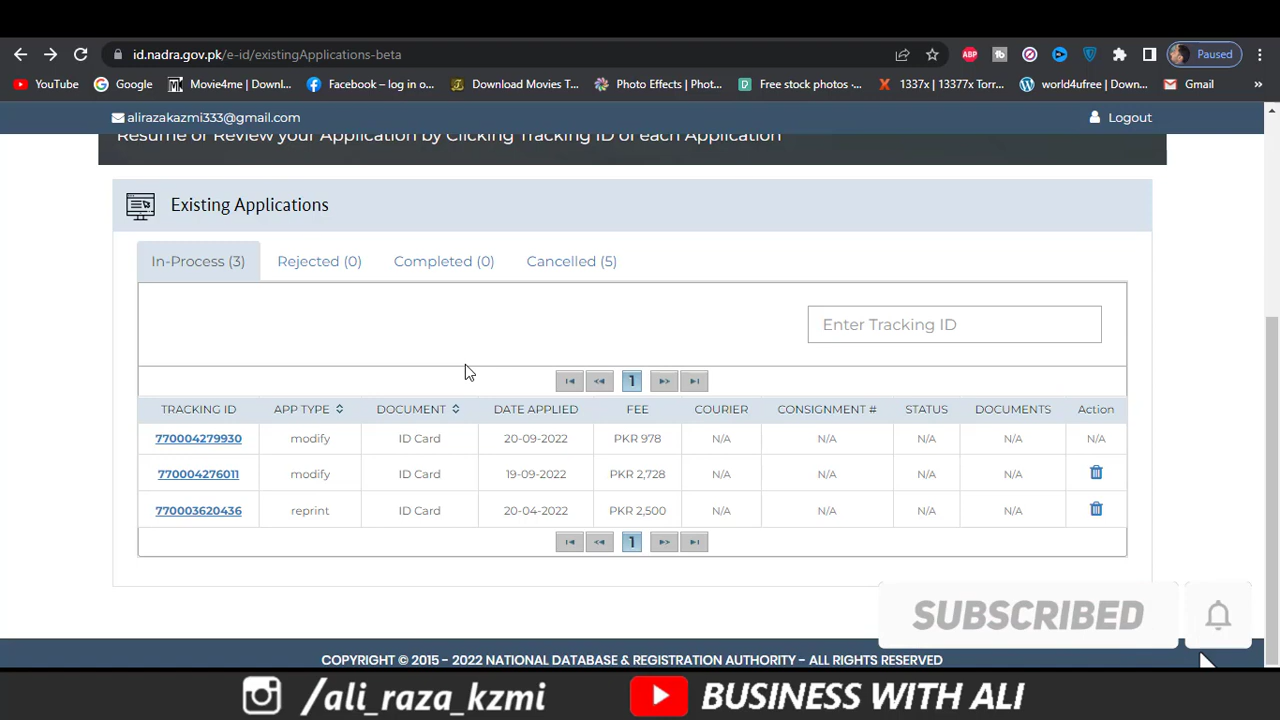 id.nadra.gov.pk/e-id/existingApplications-beta
ABP
tb
Paused
YouTube Google Movie4me | Downl... Facebook – log in o... Download Movies T... Photo Effects | Phot... Free stock photos ·... 1337x | 13377x Torr... world4ufree | Down... Gmail »
alirazakazmi333@gmail.com Logout
Resume or Review your Application by Clicking Tracking ID of each Application
Existing Applications
In-Process (3) Rejected (0) Completed (0) Cancelled (5)
Enter Tracking ID
1
TRACKING ID APP TYPE DOCUMENT DATE APPLIED FEE COURIER CONSIGNMENT # STATUS DOCUMENTS Action
770004279930 modify ID Card 20-09-2022 PKR 978 N/A N/A N/A N/A N/A
770004276011 modify ID Card 19-09-2022 PKR 2,728 N/A N/A N/A N/A
770003620436 reprint ID Card 20-04-2022 PKR 2,500 N/A N/A N/A N/A
1
SUBSCRIBED
COPYRIGHT © 2015 - 2022 NATIONAL DATABASE & REGISTRATION AUTHORITY - ALL RIGHTS RESERVED
/ali_raza_kzmi BUSINESS WITH ALI